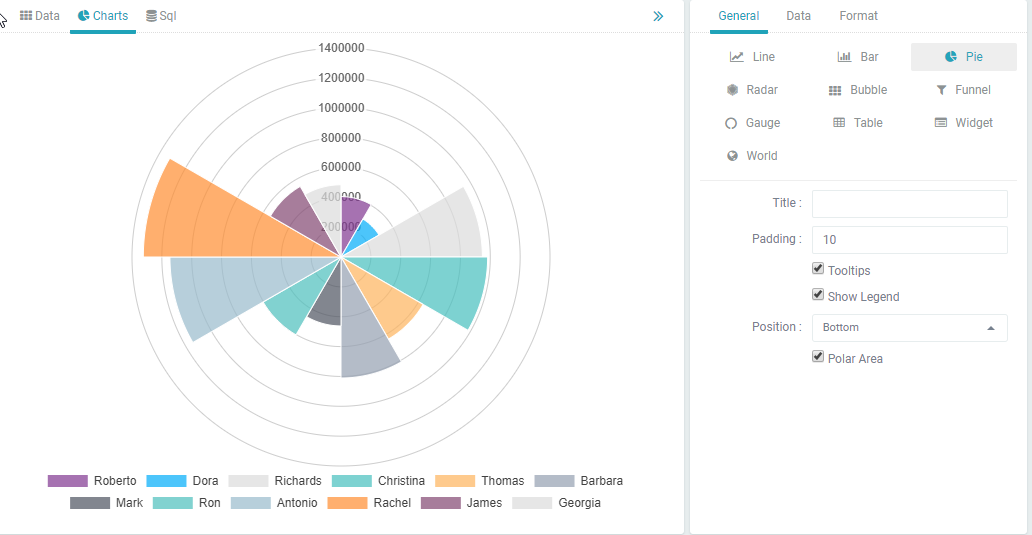 Data Charts Sql
1400000
1200000
1000000
800000
600000
400000
200000
Roberto Dora Richards Christina Thomas Barbara
Mark Ron Antonio Rachel James Georgia
General Data Format
Line Bar Pie
Radar Bubble Funnel
Gauge Table Widget
World
Title :
Padding : 10
Tooltips
Show Legend
Position : Bottom
Polar Area